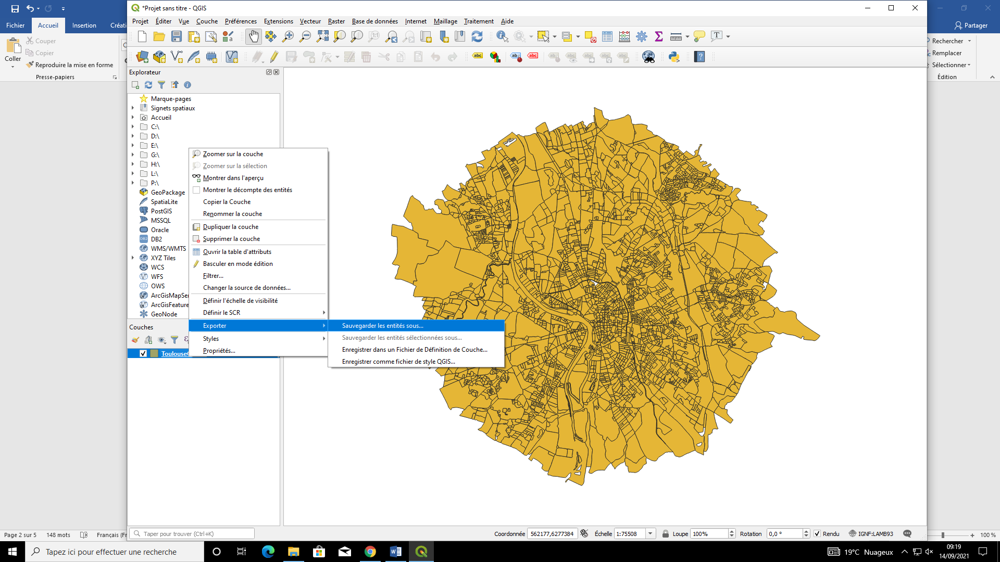 *Projet sans titre - QGIS
Fichier Accueil Insertion Créati
Partager
Projet Éditer Vue Couche Préférences Extensions Vecteur Raster Base de données Internet Maillage Traitement Aide
Couper
Copier
Coller
Reproduire la mise en forme
Presse-papiers
Rechercher
Remplacer
Sélectionner
Édition
Explorateur
Marque-pages
Signets spatiaux
Accueil
C:\
D:\
E:\
G:\
H:\
L:\
P:\
GeoPackage
SpatiaLite
PostGIS
MSSQL
Oracle
DB2
WMS/WMTS
XYZ Tiles
WCS
WFS
OWS
ArcGisMapSer
ArcGisFeature
GeoNode
Couches
Zoomer sur la couche
Zoomer sur la sélection
Montrer dans l'aperçu
Montrer le décompte des entités
Copier la Couche
Renommer la couche
Dupliquer la couche
Supprimer la couche
Ouvrir la table d'attributs
Basculer en mode édition
Filtrer...
Changer la source de données...
Définir l'échelle de visibilité
Définir le SCR
Exporter
Styles
Propriétés...
Sauvegarder les entités sous...
Sauvegarder les entités sélectionnées sous...
Enregistrer dans un Fichier de Définition de Couche...
Enregistrer comme fichier de style QGIS...
Taper pour trouver (Ctrl+K)
Coordonnée 562177,6277384 Échelle 1:75508 Loupe 100% Rotation 0,0 ° Rendu IGNF:LAMB93
Page 2 sur 5 148 mots Français (Fr
100 %
Tapez ici pour effectuer une recherche
19°C Nuageux
09:19
14/09/2021